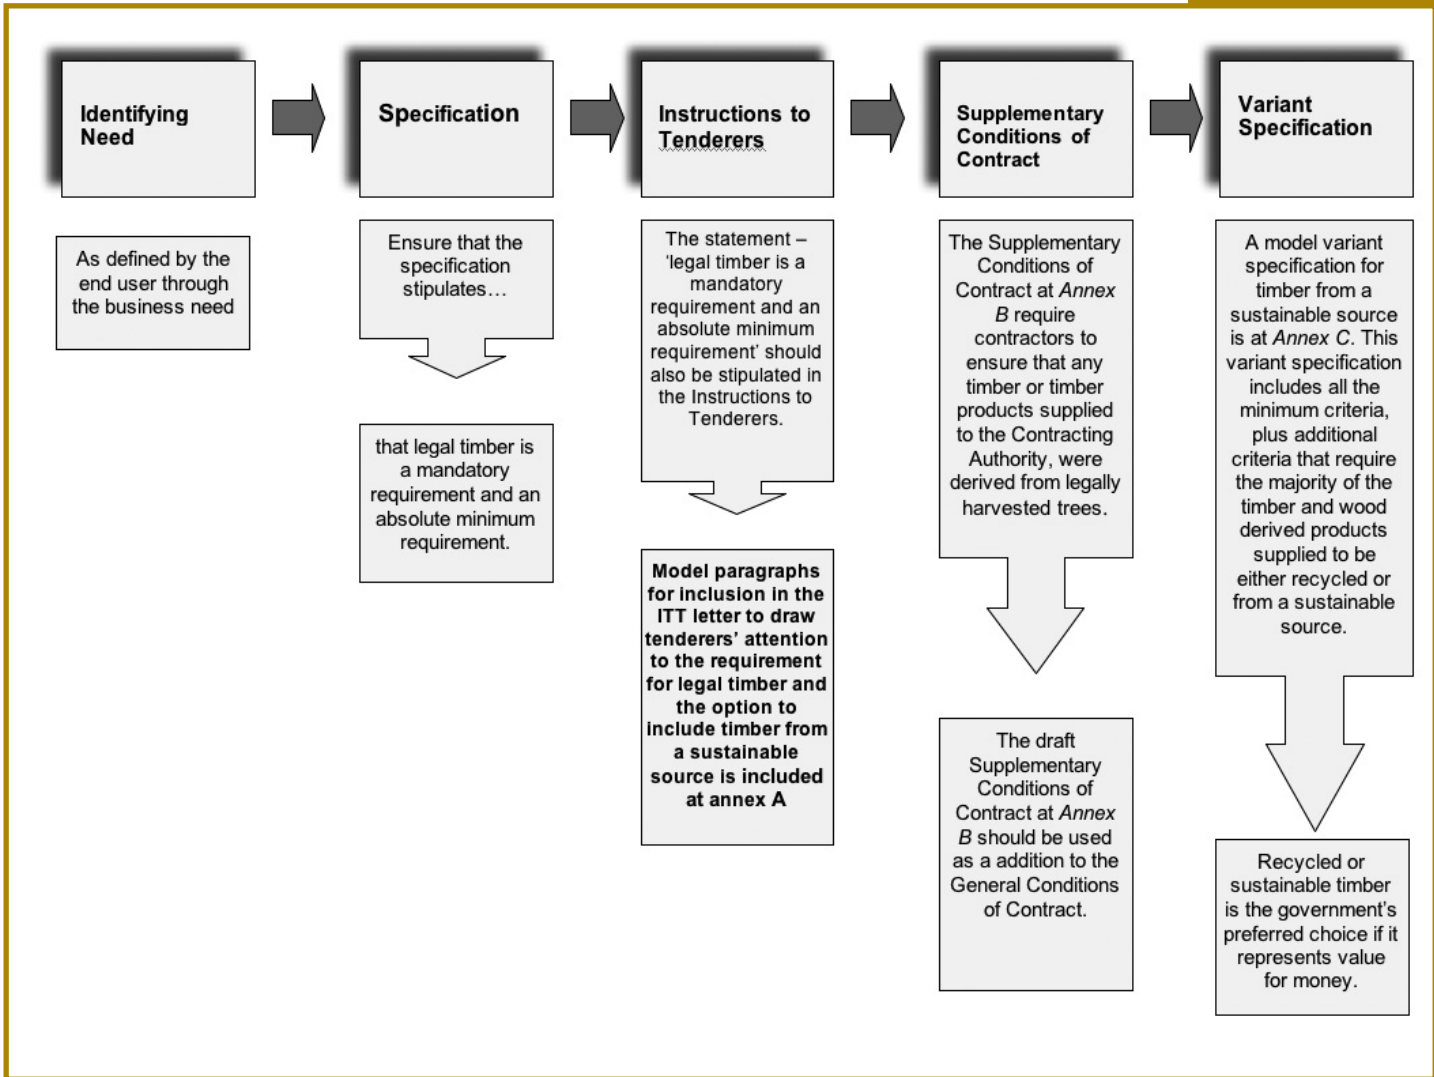 Identifying
Need
Specification
Instructions to
Tenderers
Supplementary
Conditions of
Contract
Variant
Specification
As defined by the
end user through
the business need
Ensure that the
specification
stipulates…
that legal timber is
a mandatory
requirement and an
absolute minimum
requirement.
The statement –
‘legal timber is a
mandatory
requirement and an
absolute minimum
requirement’ should
also be stipulated in
the Instructions to
Tenderers.
Model paragraphs
for inclusion in the
ITT letter to draw
tenderers’ attention
to the requirement
for legal timber and
the option to
include timber from
a sustainable
source is included
at annex A
The Supplementary
Conditions of
Contract at Annex
B require
contractors to
ensure that any
timber or timber
products supplied
to the Contracting
Authority, were
derived from legally
harvested trees.
The draft
Supplementary
Conditions of
Contract at Annex
B should be used
as a addition to the
General Conditions
of Contract.
A model variant
specification for
timber from a
sustainable source
is at Annex C. This
variant specification
includes all the
minimum criteria,
plus additional
criteria that require
the majority of the
timber and wood
derived products
supplied to be
either recycled or
from a sustainable
source.
Recycled or
sustainable timber
is the government’s
preferred choice if it
represents value
for money.